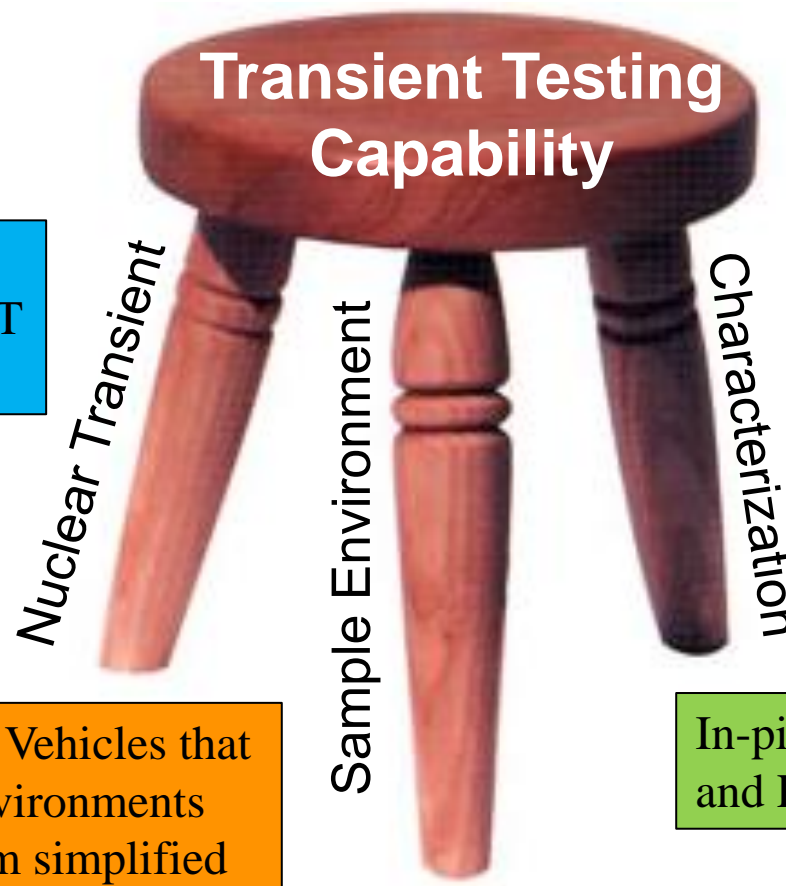 Transient Testing
Capability
T
Nuclear Transient
Sample Environment
Characterization
Vehicles that
vironments
m simplified
In-pi
and